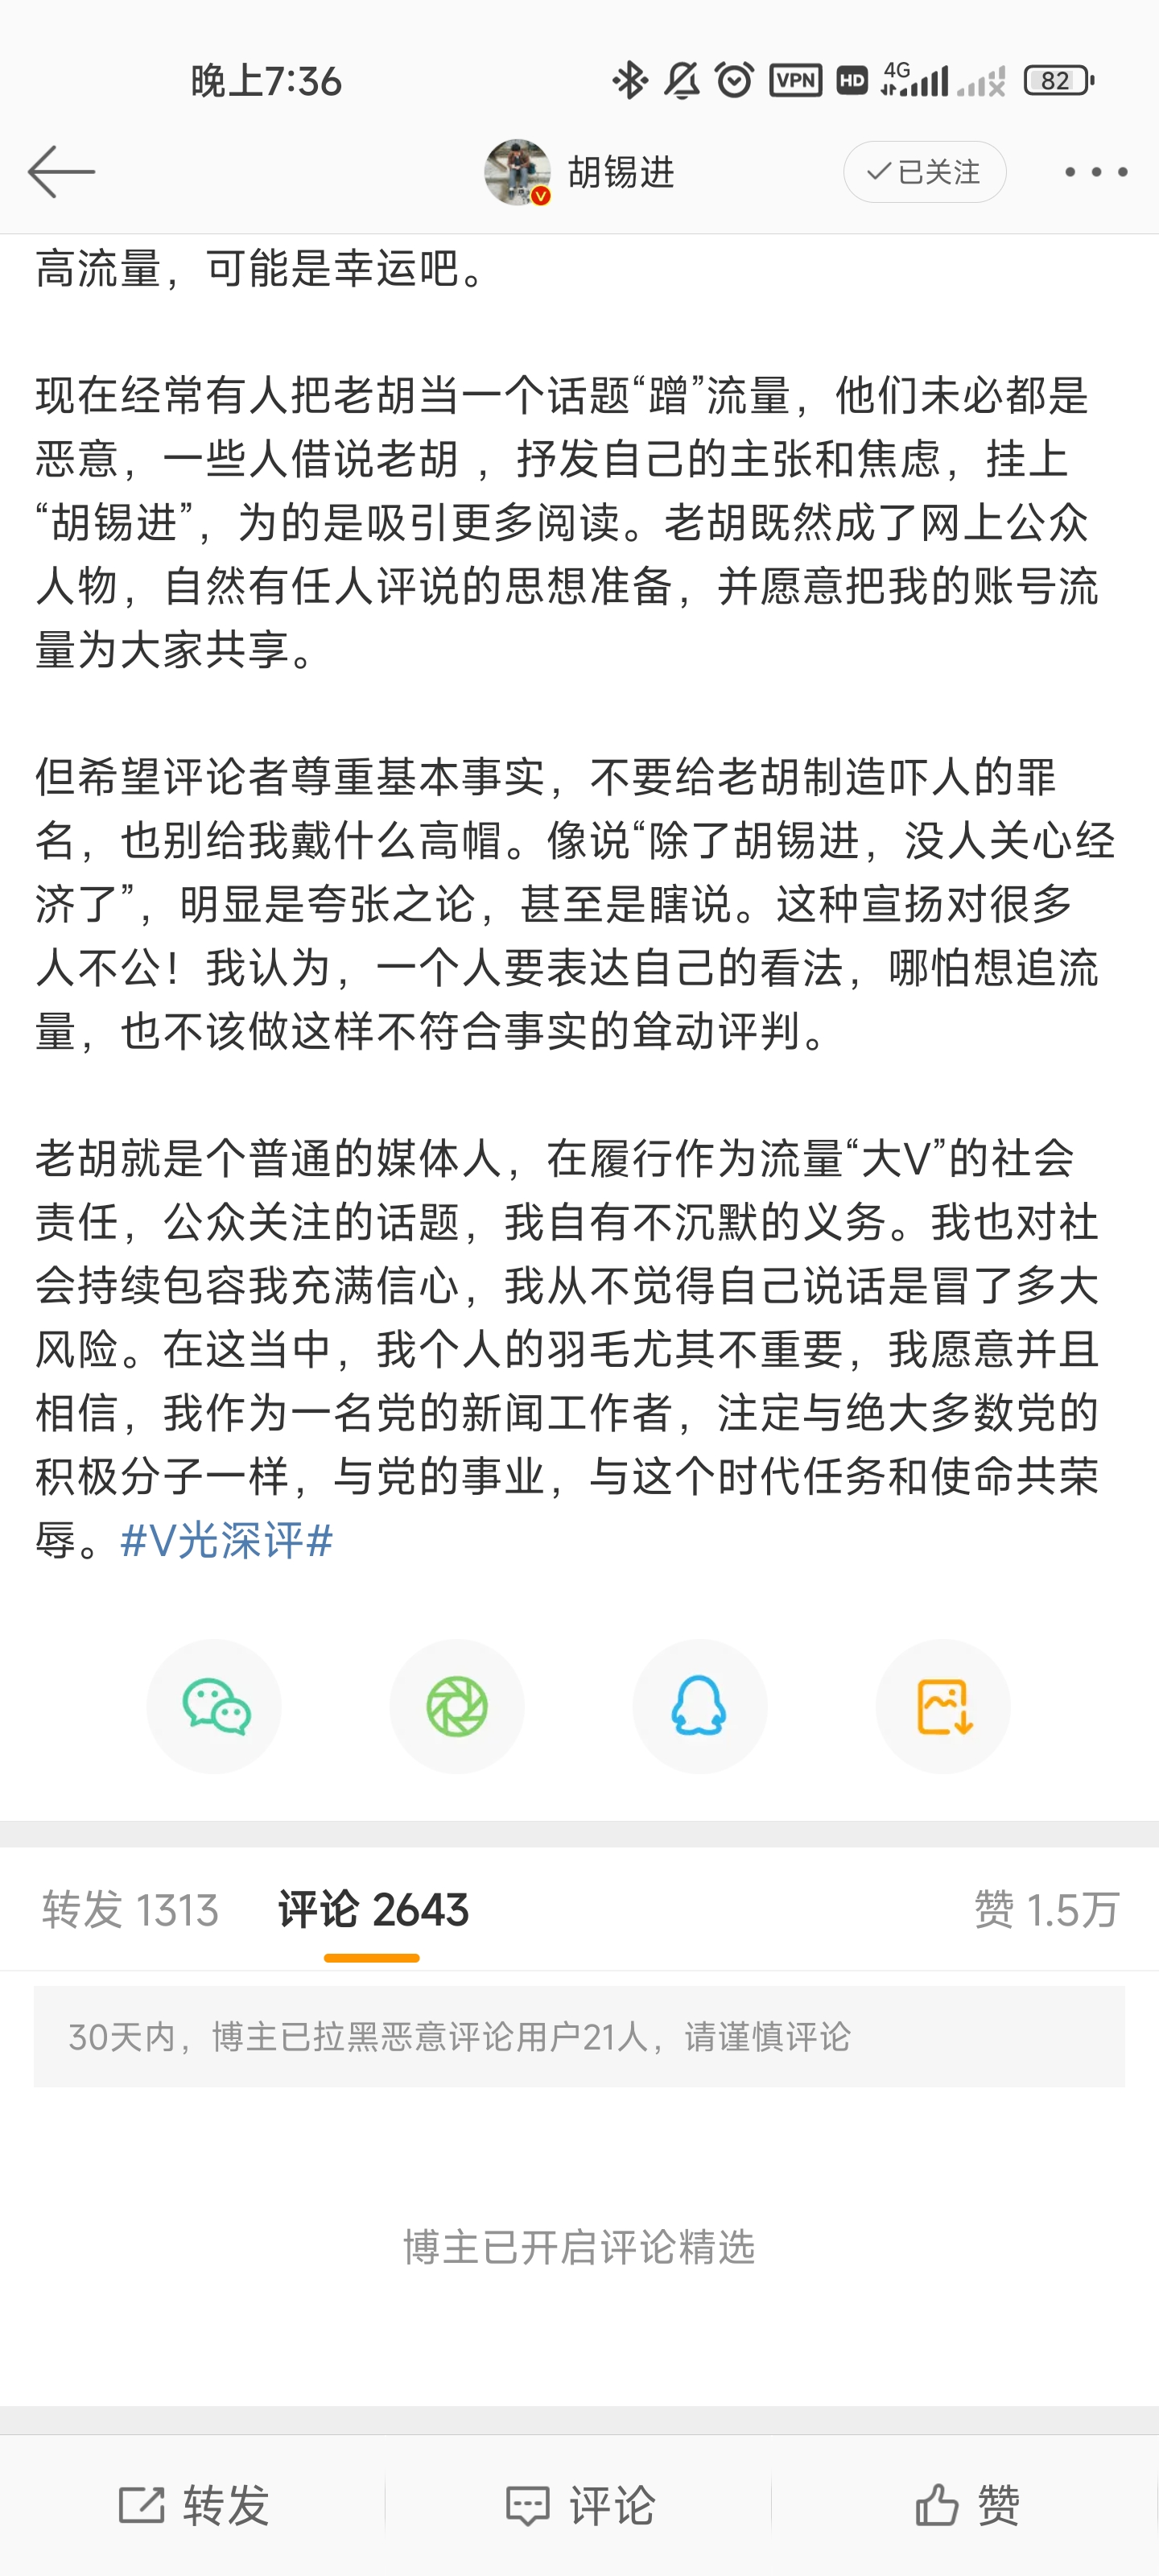 晚上7:36
VPN HD 4G 82
胡锡进 已关注
高流量，可能是幸运吧。
现在经常有人把老胡当一个话题“蹭”流量，他们未必都是
恶意，一些人借说老胡 ，抒发自己的主张和焦虑，挂上
“胡锡进”，为的是吸引更多阅读。老胡既然成了网上公众
人物，自然有任人评说的思想准备，并愿意把我的账号流
量为大家共享。
但希望评论者尊重基本事实，不要给老胡制造吓人的罪
名，也别给我戴什么高帽。像说“除了胡锡进，没人关心经
济了”，明显是夸张之论，甚至是瞎说。这种宣扬对很多
人不公！我认为，一个人要表达自己的看法，哪怕想追流
量，也不该做这样不符合事实的耸动评判。
老胡就是个普通的媒体人，在履行作为流量“大V”的社会
责任，公众关注的话题，我自有不沉默的义务。我也对社
会持续包容我充满信心，我从不觉得自己说话是冒了多大
风险。在这当中，我个人的羽毛尤其不重要，我愿意并且
相信，我作为一名党的新闻工作者，注定与绝大多数党的
积极分子一样，与党的事业，与这个时代任务和使命共荣
辱。#V光深评#
转发 1313 评论 2643 赞 1.5万
30天内，博主已拉黑恶意评论用户21人，请谨慎评论
博主已开启评论精选
转发 评论 赞